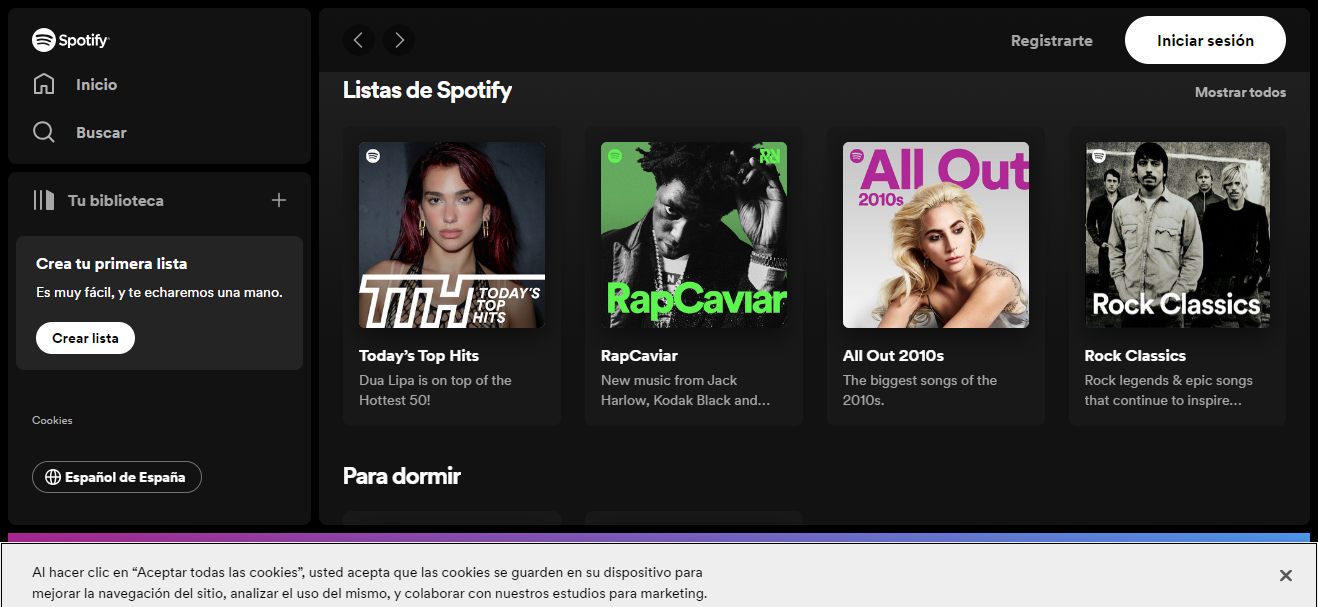 Spotify
Inicio
Buscar
Tu biblioteca
Crea tu primera lista
Es muy fácil, y te echaremos una mano.
Crear lista
Cookies
Español de España
Registrarte
Iniciar sesión
Listas de Spotify
Mostrar todos
TTH TODAY'S
TOP
HITS
Today's Top Hits
Dua Lipa is on top of the
Hottest 50!
RapCaviar
RapCaviar
New music from Jack
Harlow, Kodak Black and...
All Out
2010s
All Out 2010s
The biggest songs of the
2010s.
Rock Classics
Rock Classics
Rock legends & epic songs
that continue to inspire...
Para dormir
Al hacer clic en “Aceptar todas las cookies”, usted acepta que las cookies se guarden en su dispositivo para
mejorar la navegación del sitio, analizar el uso del mismo, y colaborar con nuestros estudios para marketing.